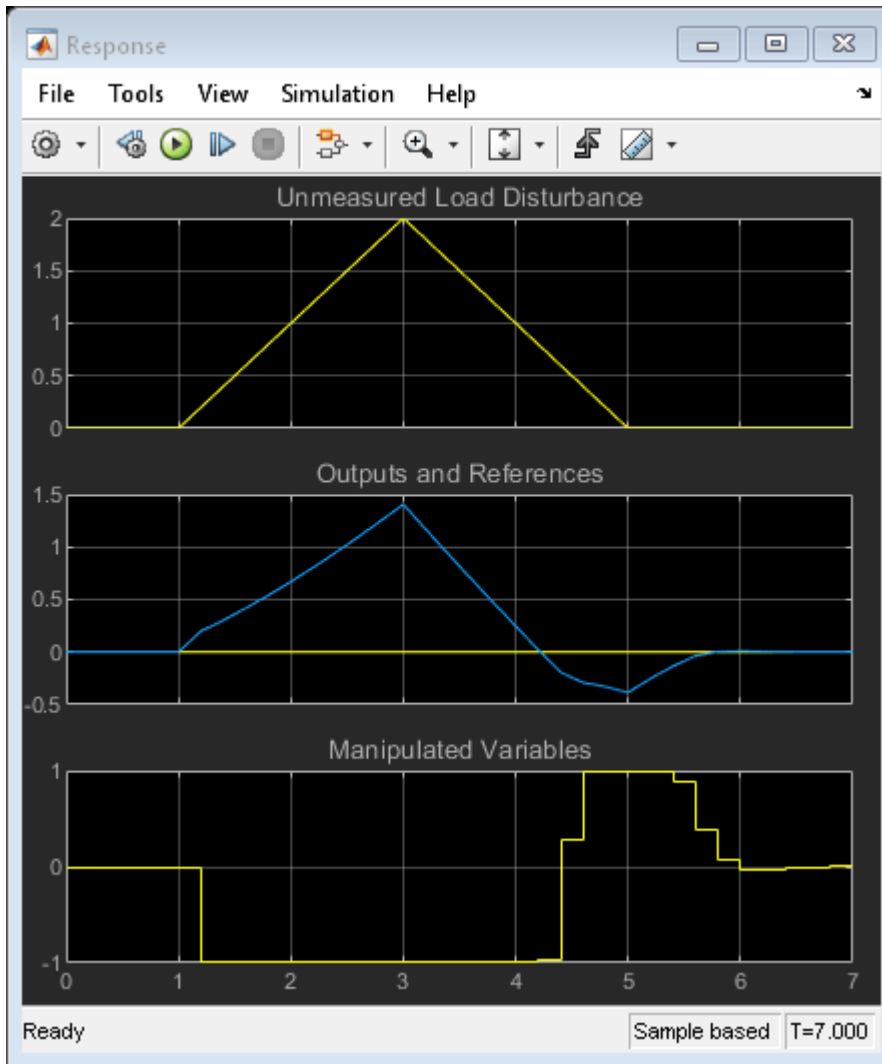 Response
File Tools View Simulation Help
Unmeasured Load Disturbance
2
1.5
1
0.5
0
Outputs and References
1.5
1
0.5
0
-0.5
Manipulated Variables
1
0
-1
0 1 2 3 4 5 6 7
Ready Sample based T=7.000